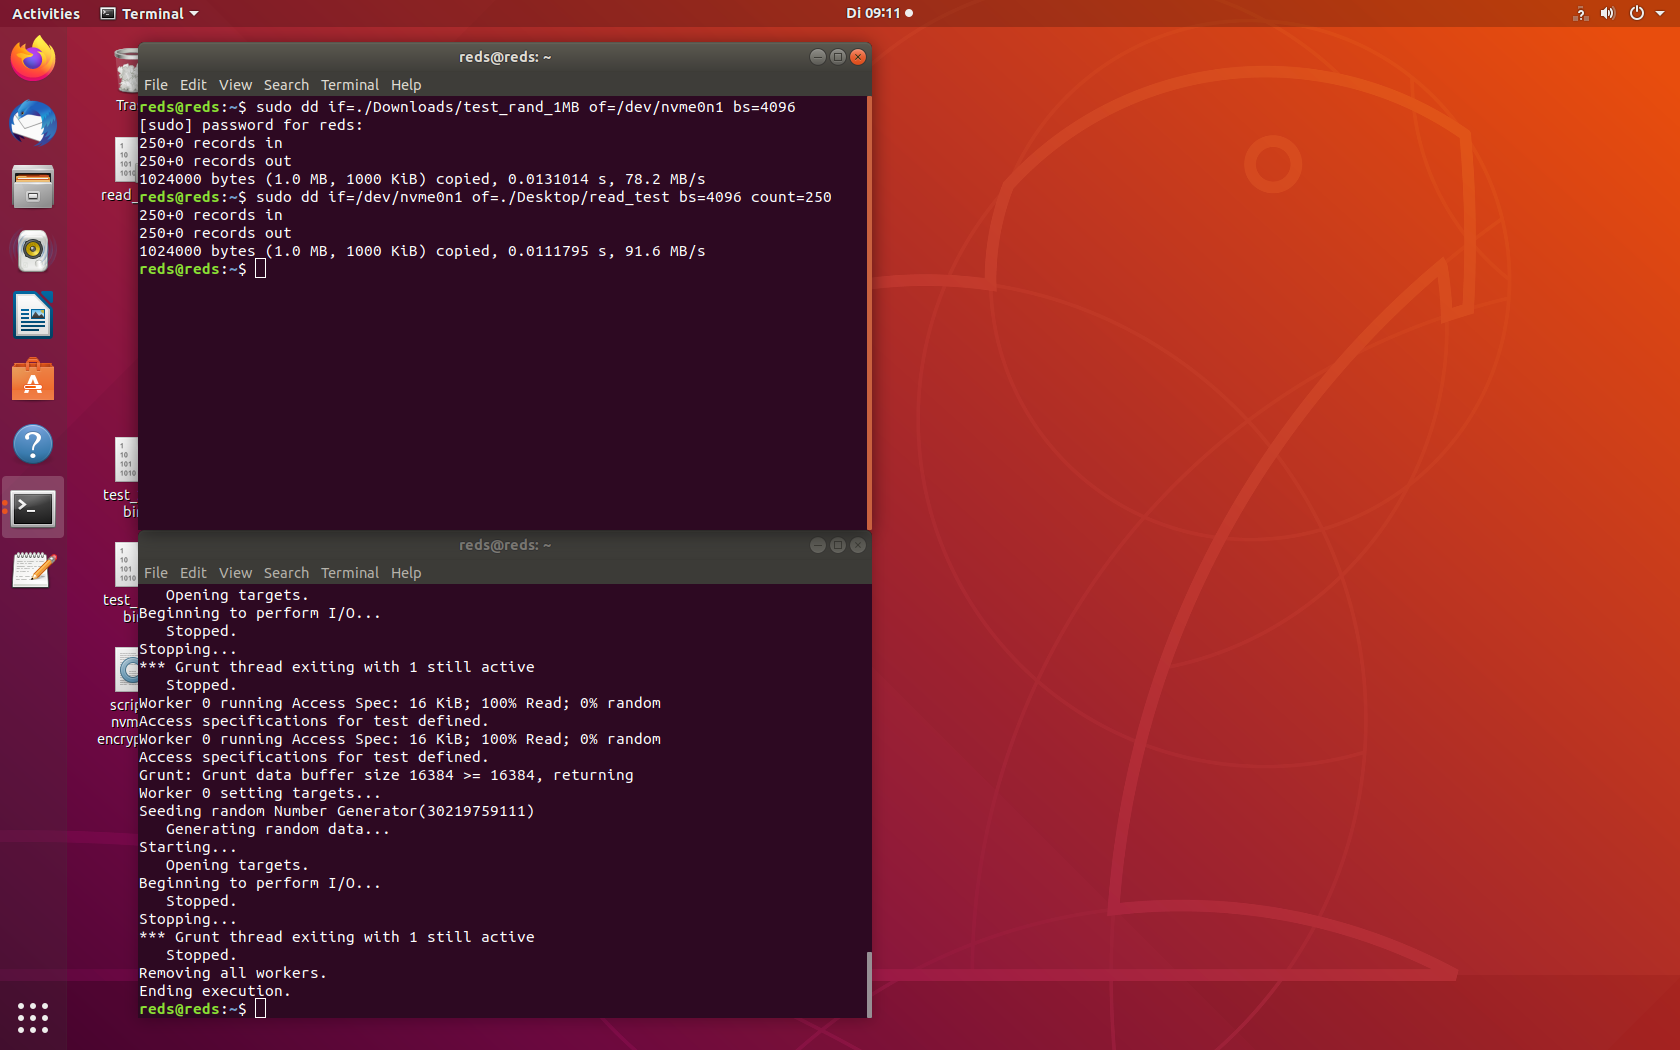 Activities
Terminal
Di 09:11
reds@reds: ~
File Edit View Search Terminal Help
reds@reds:~$ sudo dd if=./Downloads/test_rand_1MB of=/dev/nvme0n1 bs=4096
[sudo] password for reds:
250+0 records in
250+0 records out
1024000 bytes (1.0 MB, 1000 KiB) copied, 0.0131014 s, 78.2 MB/s
reds@reds:~$ sudo dd if=/dev/nvme0n1 of=./Desktop/read_test bs=4096 count=250
250+0 records in
250+0 records out
1024000 bytes (1.0 MB, 1000 KiB) copied, 0.0111795 s, 91.6 MB/s
reds@reds:~$
reds@reds: ~
File Edit View Search Terminal Help
Opening targets.
Beginning to perform I/O...
Stopped.
Stopping...
*** Grunt thread exiting with 1 still active
Stopped.
Worker 0 running Access Spec: 16 KiB; 100% Read; 0% random
Access specifications for test defined.
Worker 0 running Access Spec: 16 KiB; 100% Read; 0% random
Access specifications for test defined.
Grunt: Grunt data buffer size 16384 >= 16384, returning
Worker 0 setting targets...
Seeding random Number Generator(30219759111)
Generating random data...
Starting...
Opening targets.
Beginning to perform I/O...
Stopped.
Stopping...
*** Grunt thread exiting with 1 still active
Stopped.
Removing all workers.
Ending execution.
reds@reds:~$
Tra
read_
test_
bi
test_
bi
scri
nvm
encryp